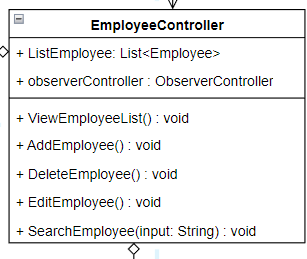 EmployeeController
+ ListEmployee: List<Employee>
+ observerController : ObserverController
+ ViewEmployeeList() : void
+ AddEmployee() : void
+ DeleteEmployee() : void
+ EditEmployee() : void
+ SearchEmployee(input: String) : void